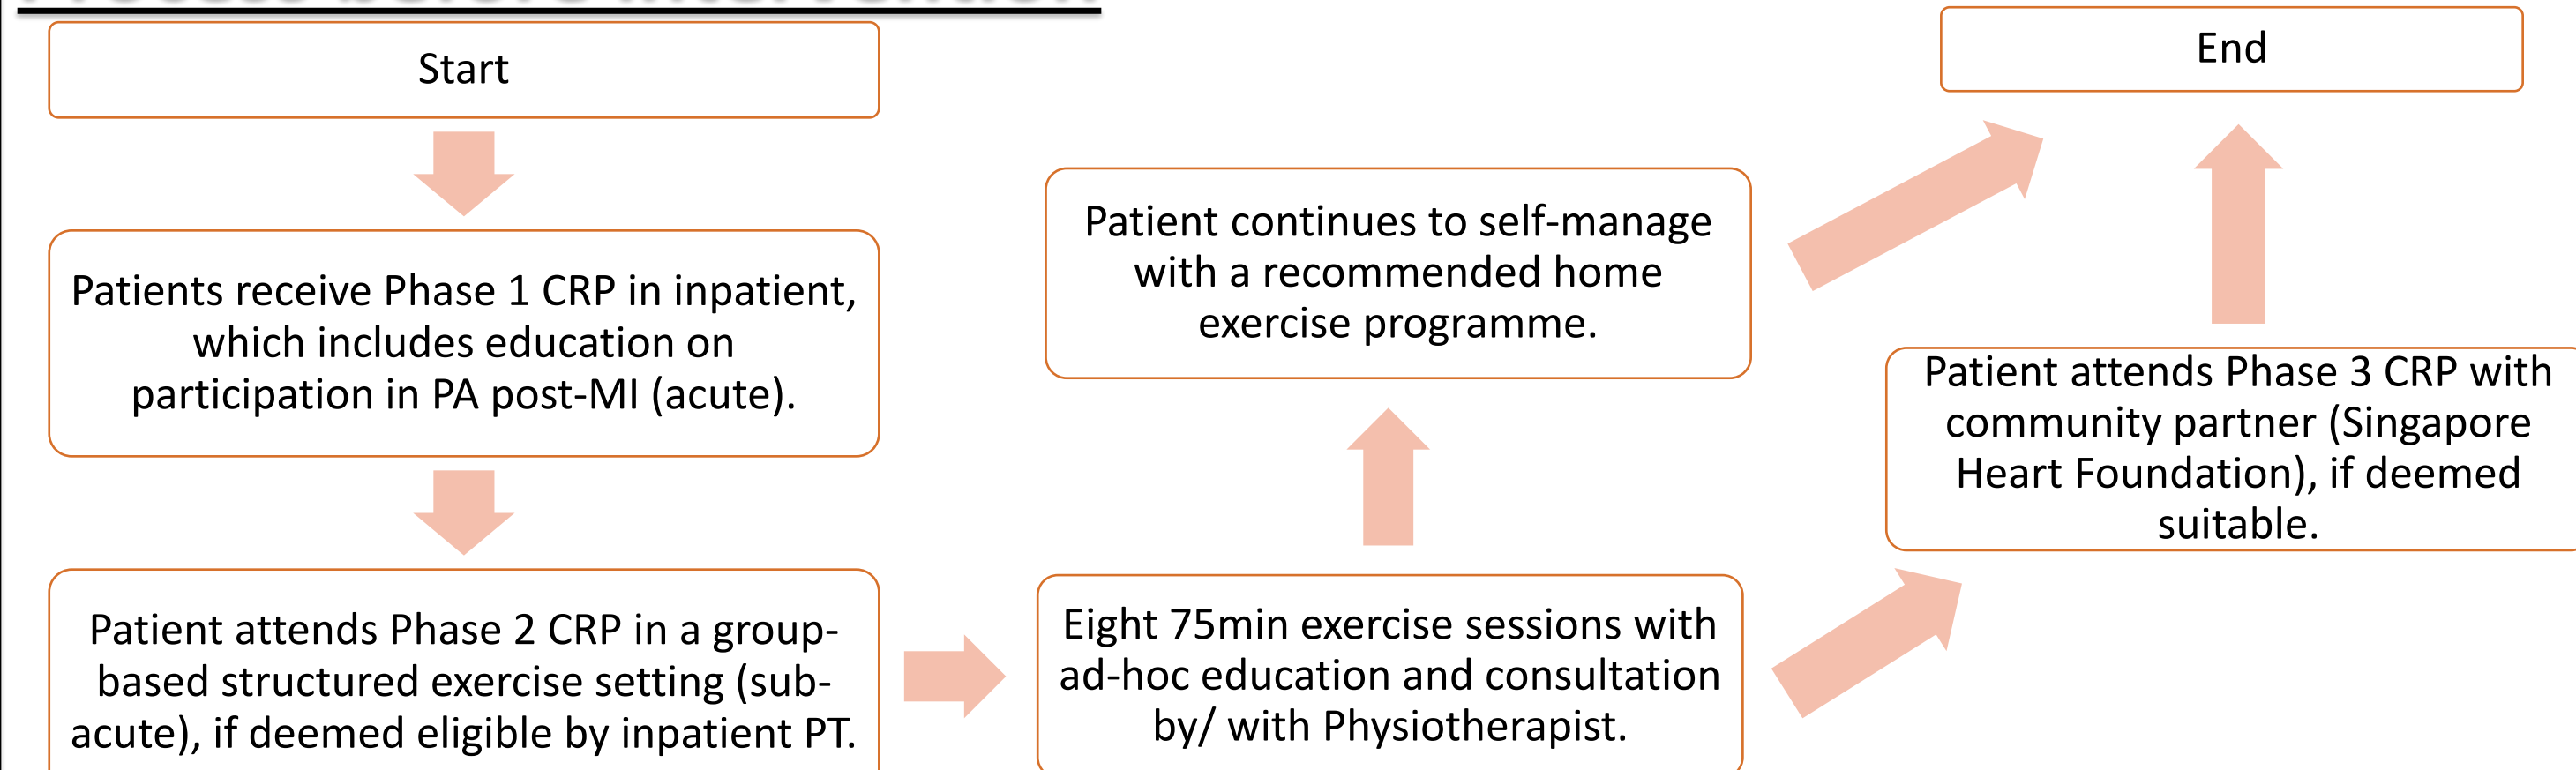 Start
Patients receive Phase 1 CRP in inpatient,
which includes education on
participation in PA post-MI (acute).
Patient attends Phase 2 CRP in a group-
based structured exercise setting (sub-
acute), if deemed eligible by inpatient PT.
Eight 75min exercise sessions with
ad-hoc education and consultation
by/ with Physiotherapist.
Patient continues to self-manage
with a recommended home
exercise programme.
Patient attends Phase 3 CRP with
community partner (Singapore
Heart Foundation), if deemed
suitable.
End